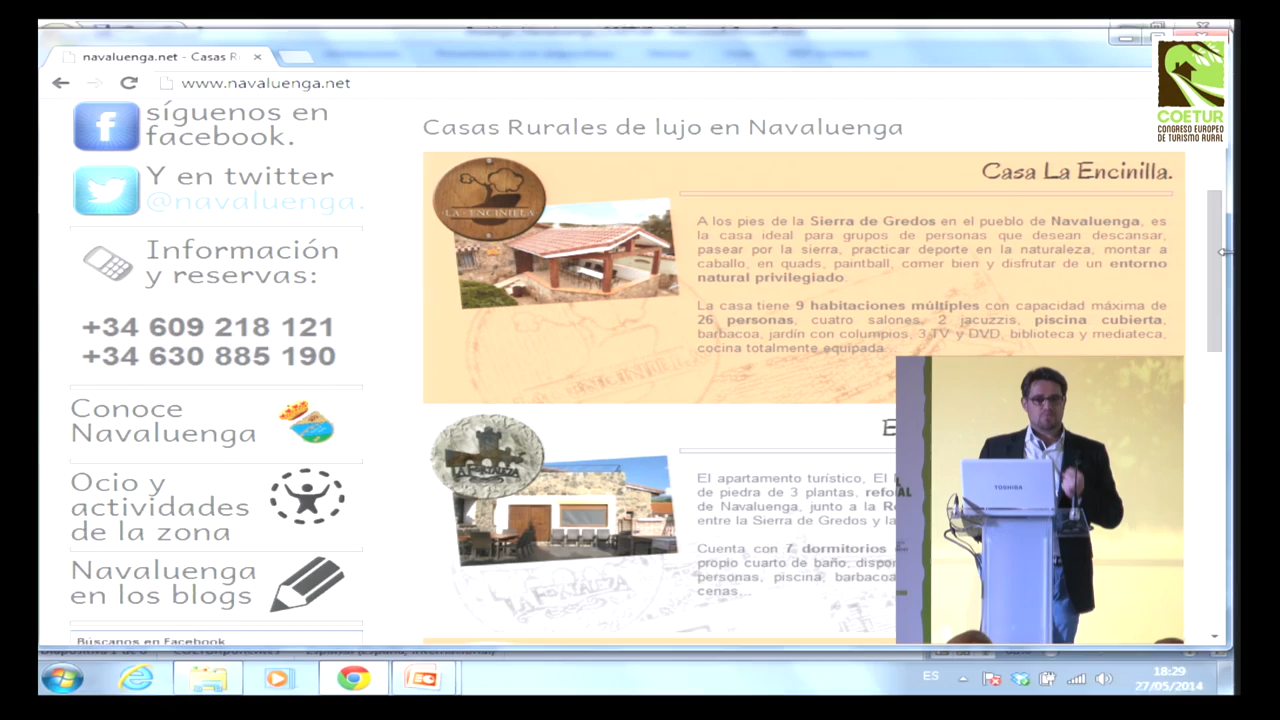 navaluenga.net - Casas R
www.navaluenga.net
COETUR
CONGRESO EUROPEO
DE TURISMO RURAL
síguenos en
facebook.
Y en twitter
@navaluenga.
Información
y reservas:
+34 609 218 121
+34 630 885 190
Conoce
Navaluenga
Ocio y
actividades
de la zona
Navaluenga
en los blogs
Búscanos en Facebook
Casas Rurales de lujo en Navaluenga
LA ENCINILLA
Casa La Encinilla.
A los pies de la Sierra de Gredos en el pueblo de Navaluenga, es
la casa ideal para grupos de personas que desean descansar,
pasear por la sierra, practicar deporte en la naturaleza, montar a
caballo, en quads, paintball, comer bien y disfrutar de un entorno
natural privilegiado.
La casa tiene 9 habitaciones múltiples con capacidad máxima de
26 personas, cuatro salones, 2 jacuzzis, piscina cubierta,
barbacoa, jardín con columpios, 3 TV y DVD, biblioteca y mediateca,
cocina totalmente equipada.
LA FORTALEZA
E
El apartamento turístico, El
de piedra de 3 plantas, refo
de Navaluenga, junto a la R
entre la Sierra de Gredos y la
Cuenta con 7 dormitorios
propio cuarto de baño, dispo
personas, piscina, barbacoa
cenas...
TOSHIBA
ES
18:29
27/05/2014